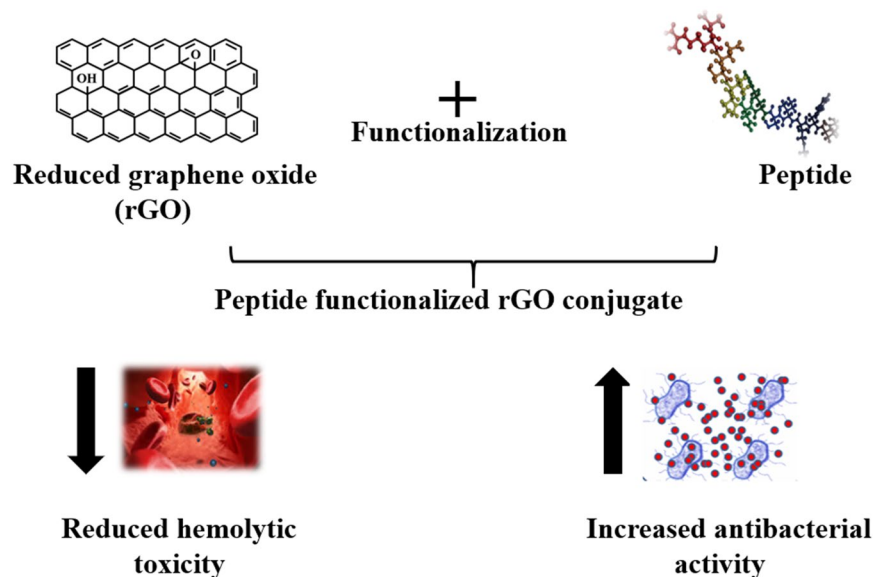 OH
O
+
Functionalization
Reduced graphene oxide
(rGO)
Peptide
Peptide functionalized rGO conjugate
Reduced hemolytic
toxicity
Increased antibacterial
activity